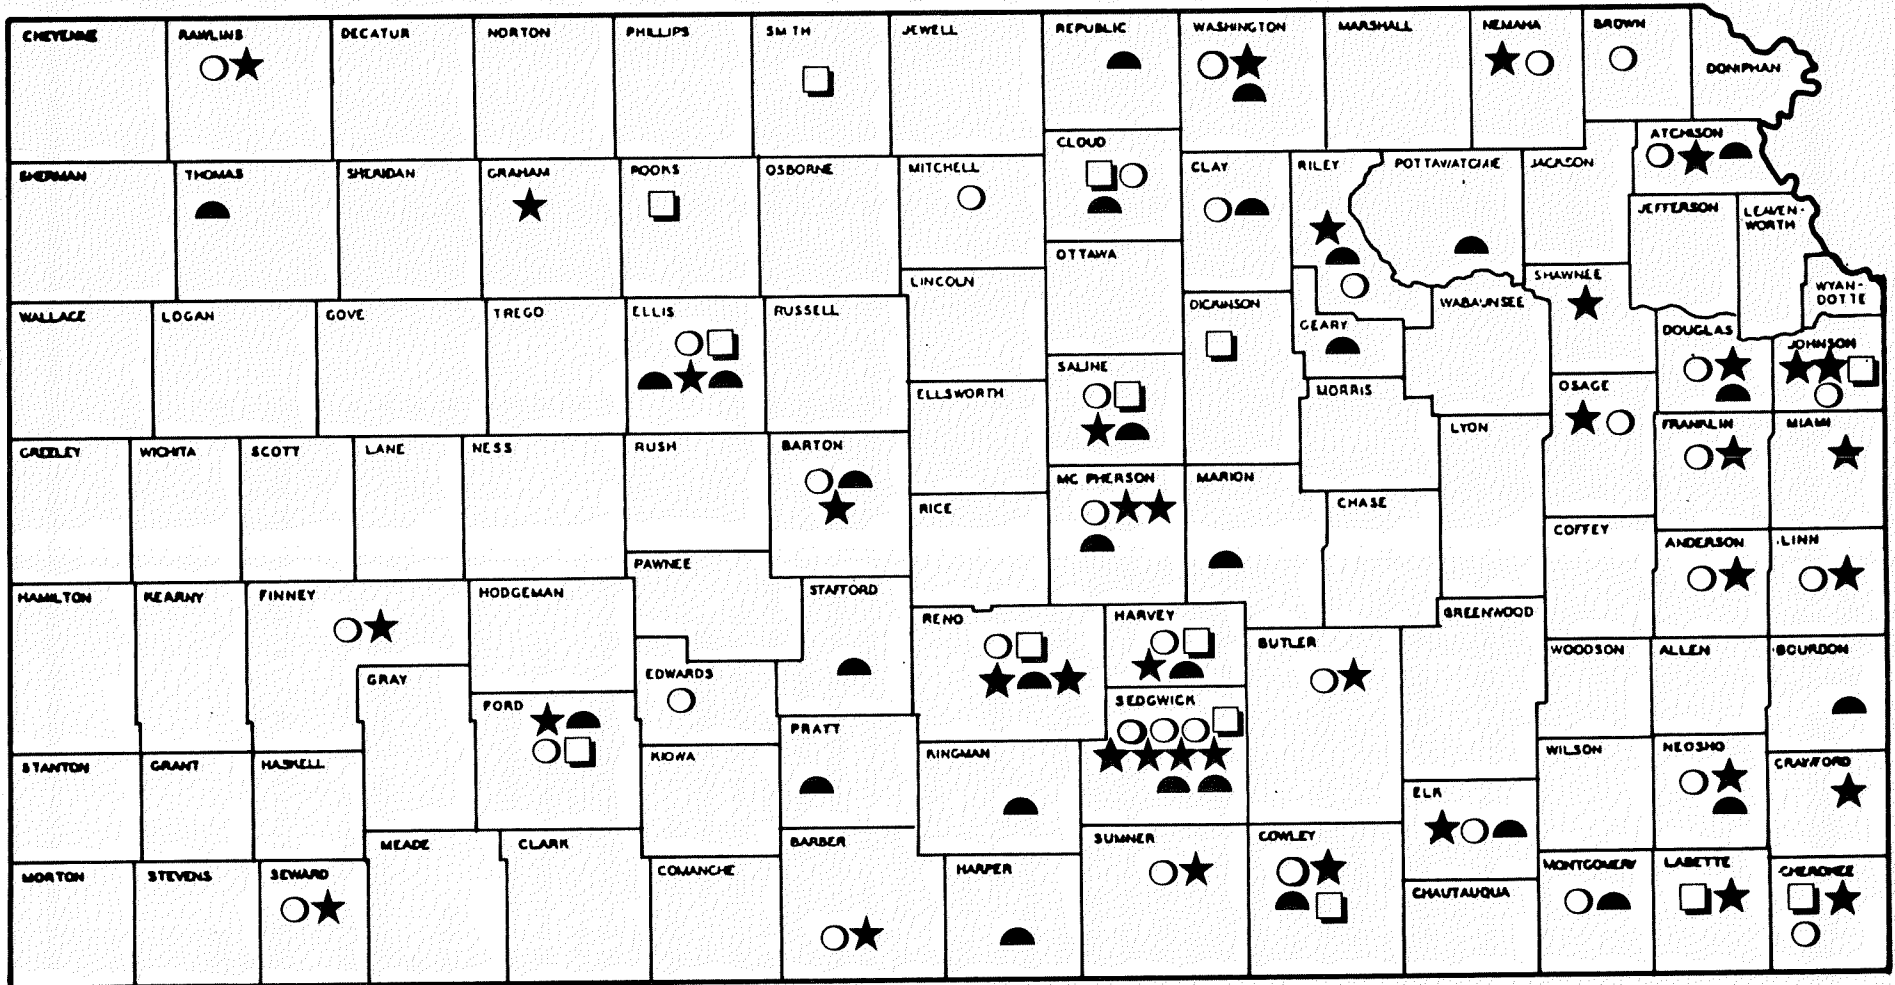 CHEYENNE
RAWLINS
DECATUR
NORTON
PHILLIPS
SMITH
JEWELL
REPUBLIC
WASHINGTON
MARSHALL
NEMAHA
BROWN
DONIPHAN
SHERMAN
THOMAS
SHERIDAN
GRAHAM
ROOKS
OSBORNE
MITCHELL
CLOUD
CLAY
RILEY
POTTAWATOMIE
JACKSON
ATCHISON
JEFFERSON
LEAVEN-
WORTH
WYAN-
DOTTE
WALLACE
LOGAN
GOVE
TREGO
ELLIS
RUSSELL
LINCOLN
OTTAWA
DICKINSON
GEARY
WABAUNSEE
SHAWNEE
DOUGLAS
JOHNSON
GREELEY
WICHITA
SCOTT
LANE
NESS
RUSH
BARTON
ELLSWORTH
SALINE
MORRIS
LYON
OSAGE
FRANKLIN
MIAMI
RICE
MC PHERSON
MARION
CHASE
COFFEY
ANDERSON
LINN
HAMILTON
KEARNY
FINNEY
HODGEMAN
PAWNEE
STAFFORD
RENO
HARVEY
BUTLER
GREENWOOD
WOODSON
ALLEN
BOURBON
GRAY
FORD
EDWARDS
PRATT
KINGMAN
SEDGWICK
WILSON
NEOSHO
CRAWFORD
STANTON
GRANT
HASKELL
KIOWA
ELK
MEADE
CLARK
COMANCHE
BARBER
HARPER
SUMNER
COWLEY
CHAUTAUQUA
MONTGOMERY
LABETTE
CHEROKEE
MORTON
STEVENS
SEWARD